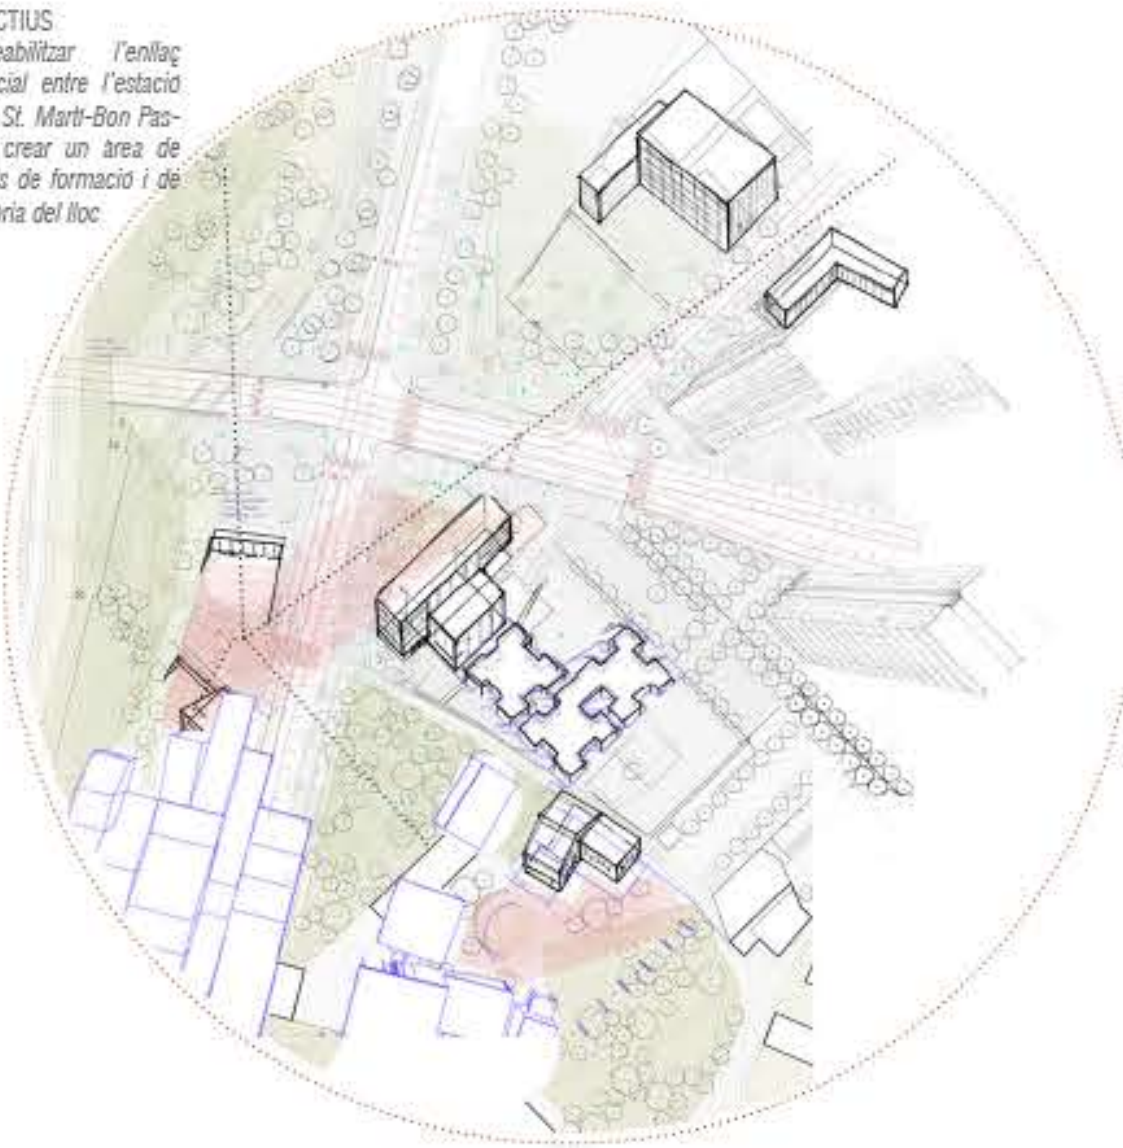 CTIUS
eabilitzar l'enllaç
cial entre l'estació
St. Martí-Bon Pas-
crear un àrea de
s de formació i de
ria del lloc